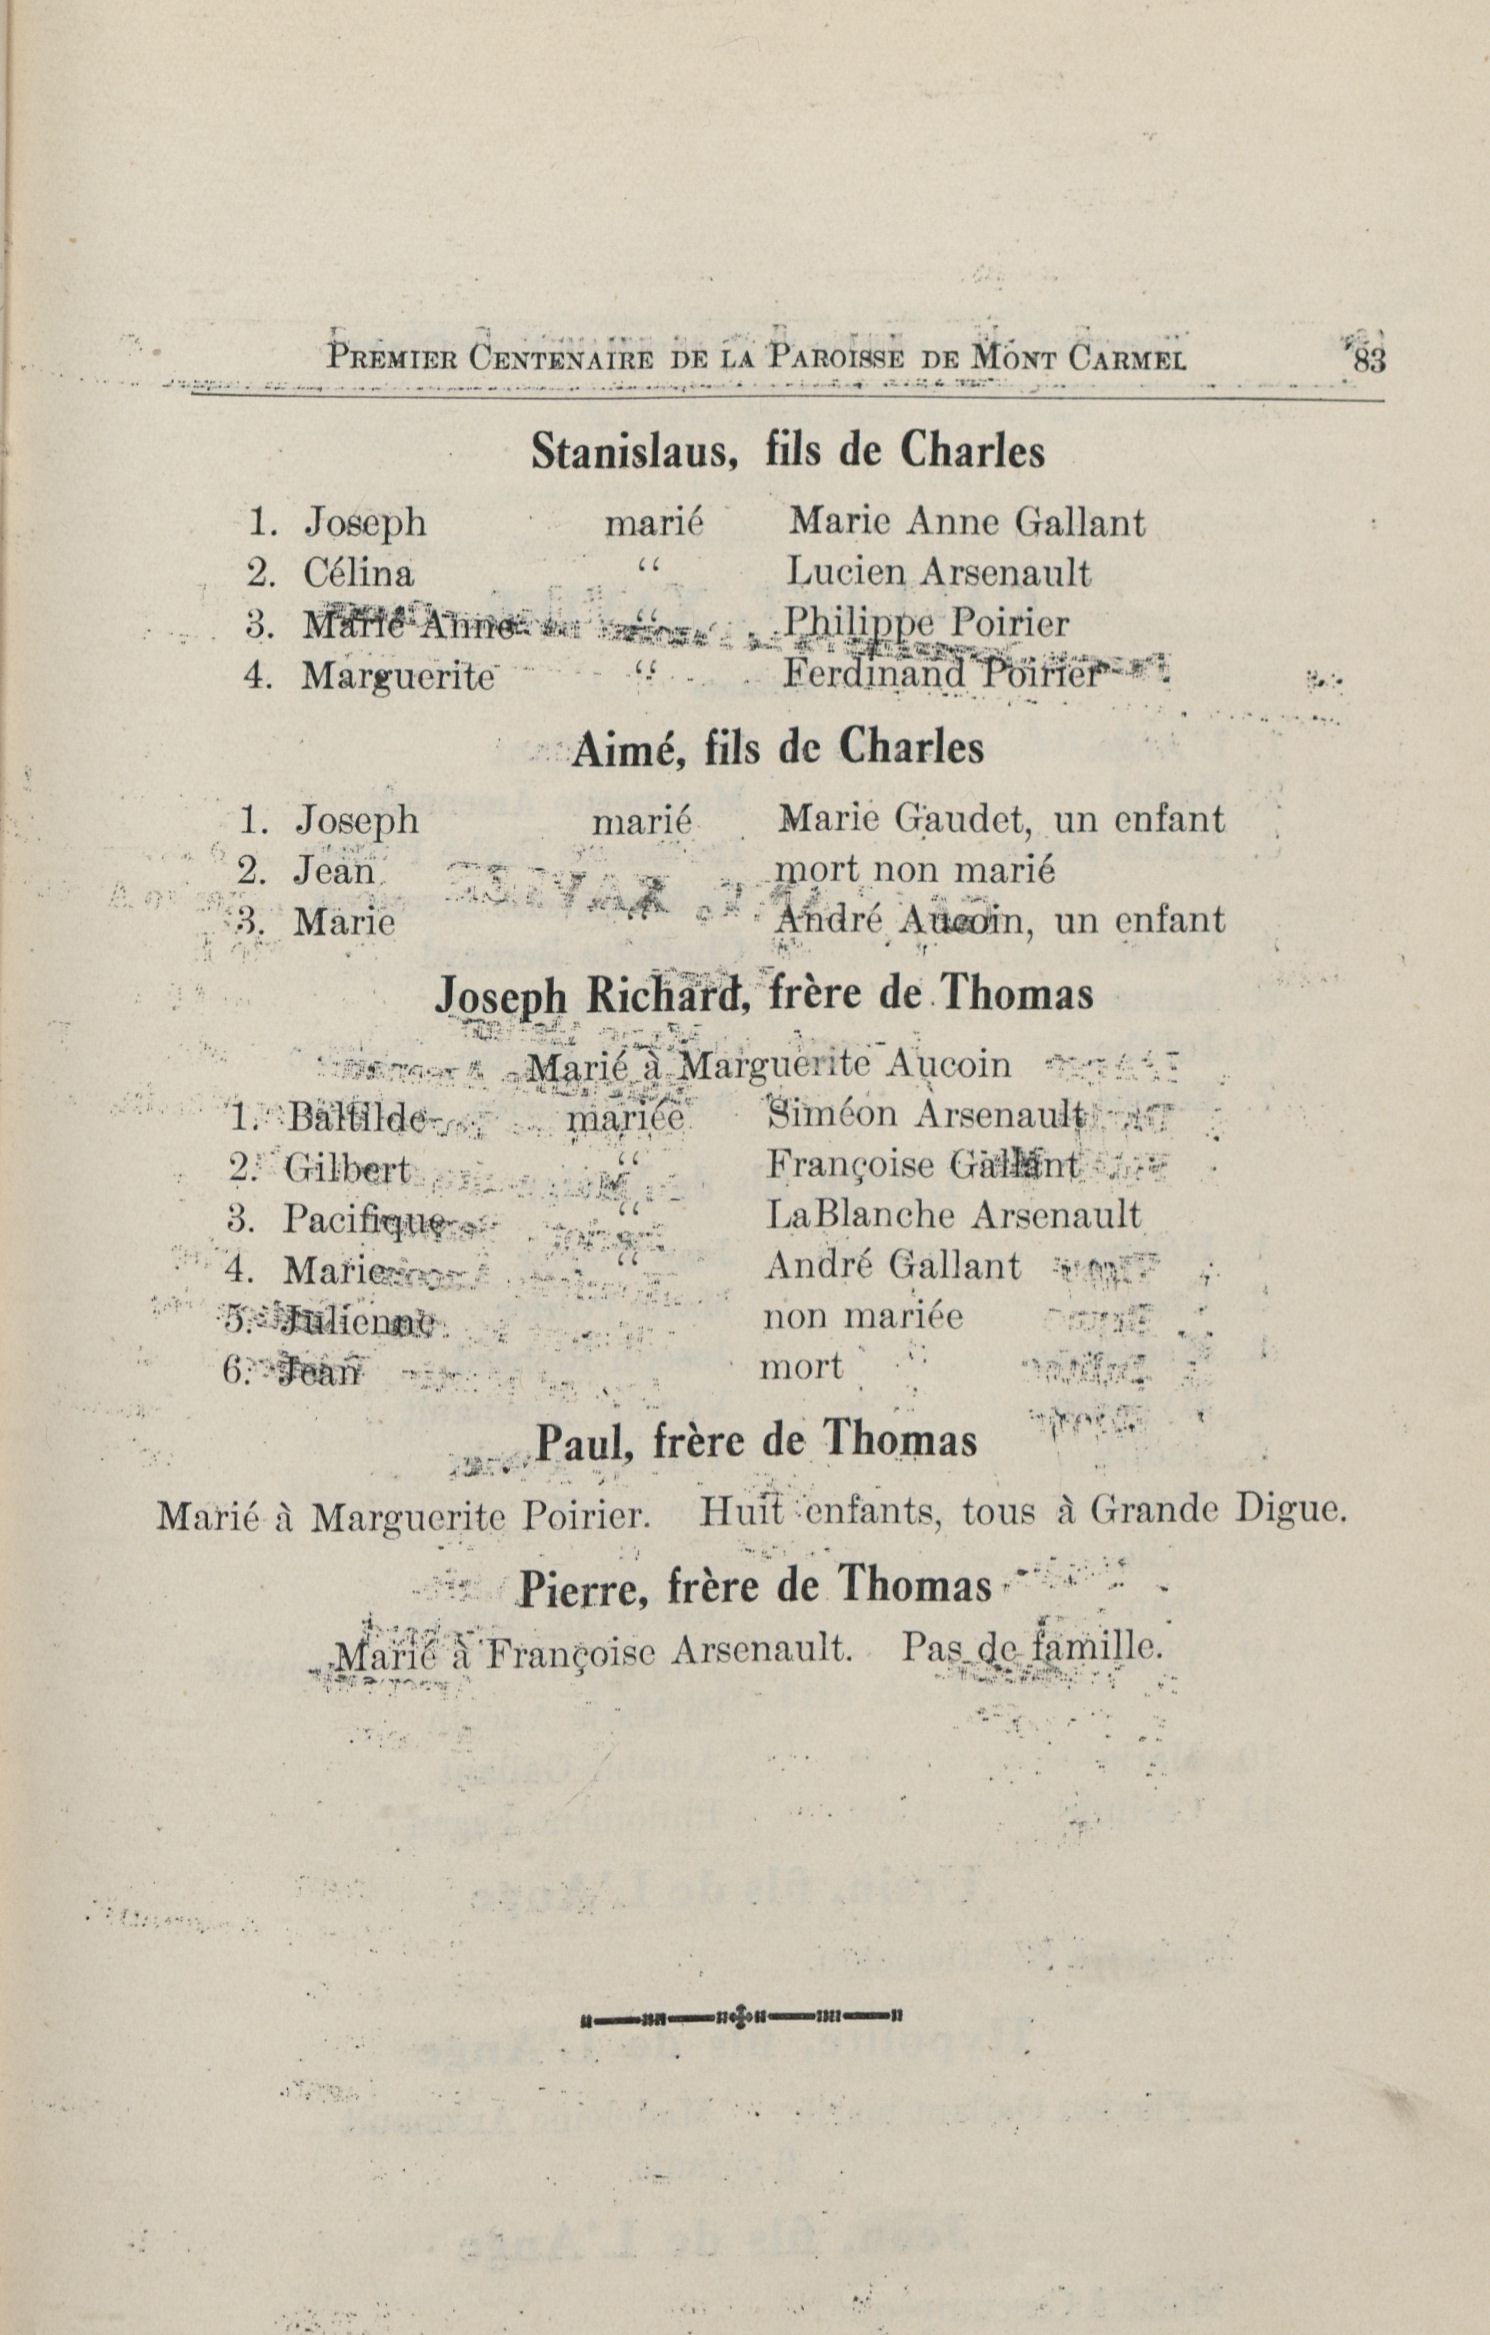 PREMIER CENTENAIRE DE LA PAROISSE DE MONT CARMEL 83
Stanislaus, fils de Charles
1. Joseph marié Marie Anne Gallant
2. Célina “ Lucien Arsenault
3. Marie Anne “ Philippe Poirier
4. Marguerite “ Ferdinand Poirier
Aimé, fils de Charles
1. Joseph marié Marie Gaudet, un enfant
2. Jean mort non marié
3. Marie André Aucoin, un enfant
Joseph Richard, frère de Thomas
Marié à Marguerite Aucoin
1. Baltilde mariée Siméon Arsenault
2. Gilbert “ Françoise Gallant
3. Pacifique “ LaBlanche Arsenault
4. Marie “ André Gallant
5. Julienne non mariée
6. Jean mort
Paul, frère de Thomas
Marié à Marguerite Poirier. Huit enfants, tous à Grande Digue.
Pierre, frère de Thomas
Marié à Françoise Arsenault. Pas de famille.